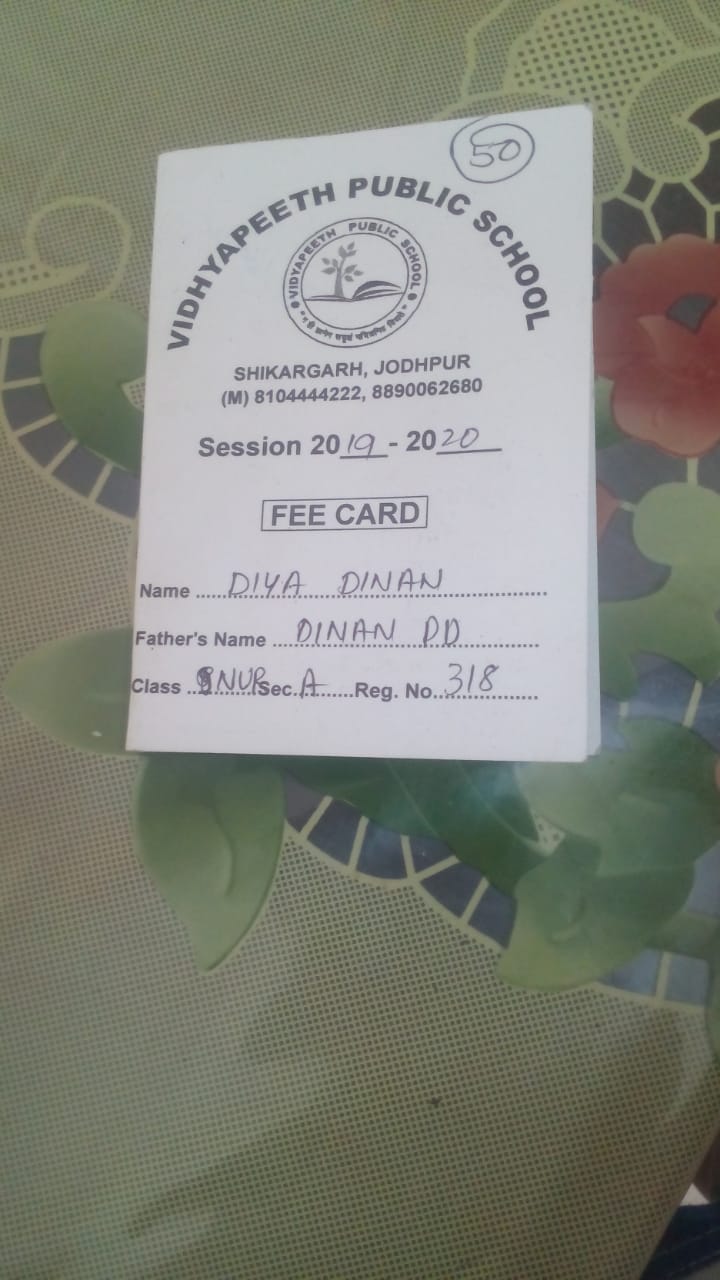 50
VIDHYAPEETH PUBLIC SCHOOL
VIDYAPEETH PUBLIC SCHOOL
SHIKARGARH, JODHPUR
(M) 8104444222, 8890062680
Session 2019 - 2020
FEE CARD
Name ..... DIYA DINAN
Father's Name ..... DINAN DD
Class ... NUR Sec. A ..... Reg. No. 318